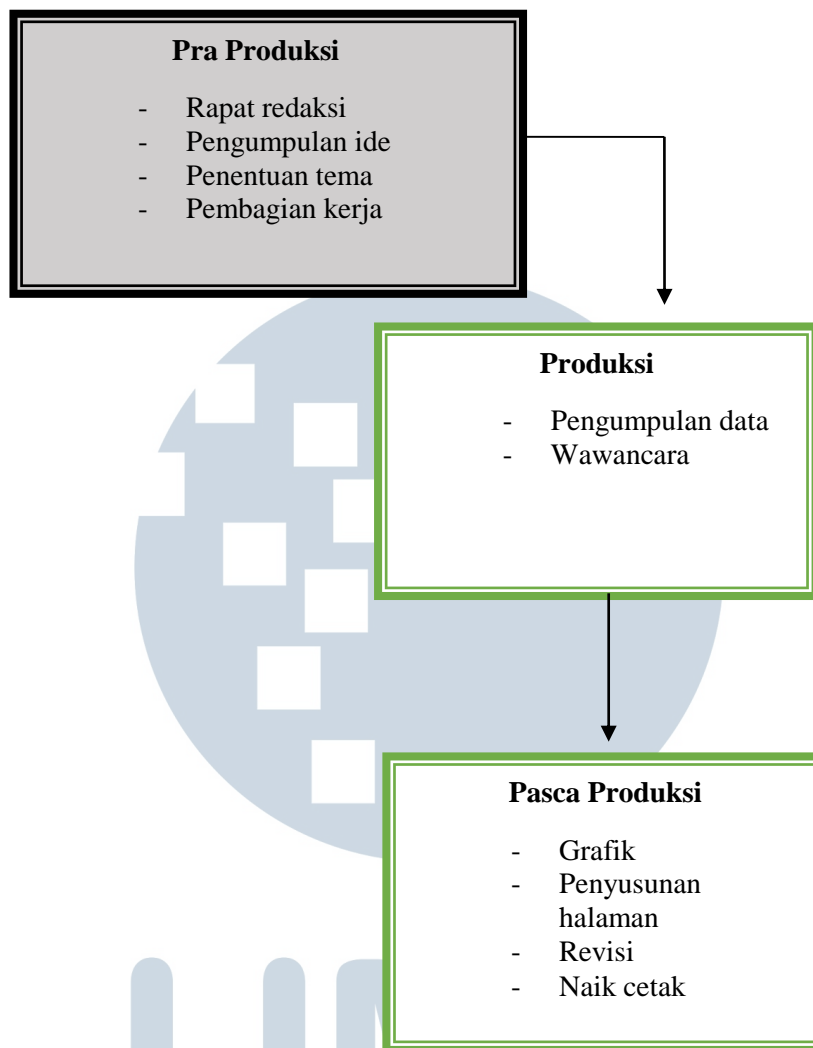 Pra Produksi
- Rapat redaksi
- Pengumpulan ide
- Penentuan tema
- Pembagian kerja
Produksi
- Pengumpulan data
- Wawancara
Pasca Produksi
- Grafik
- Penyusunan
halaman
- Revisi
- Naik cetak